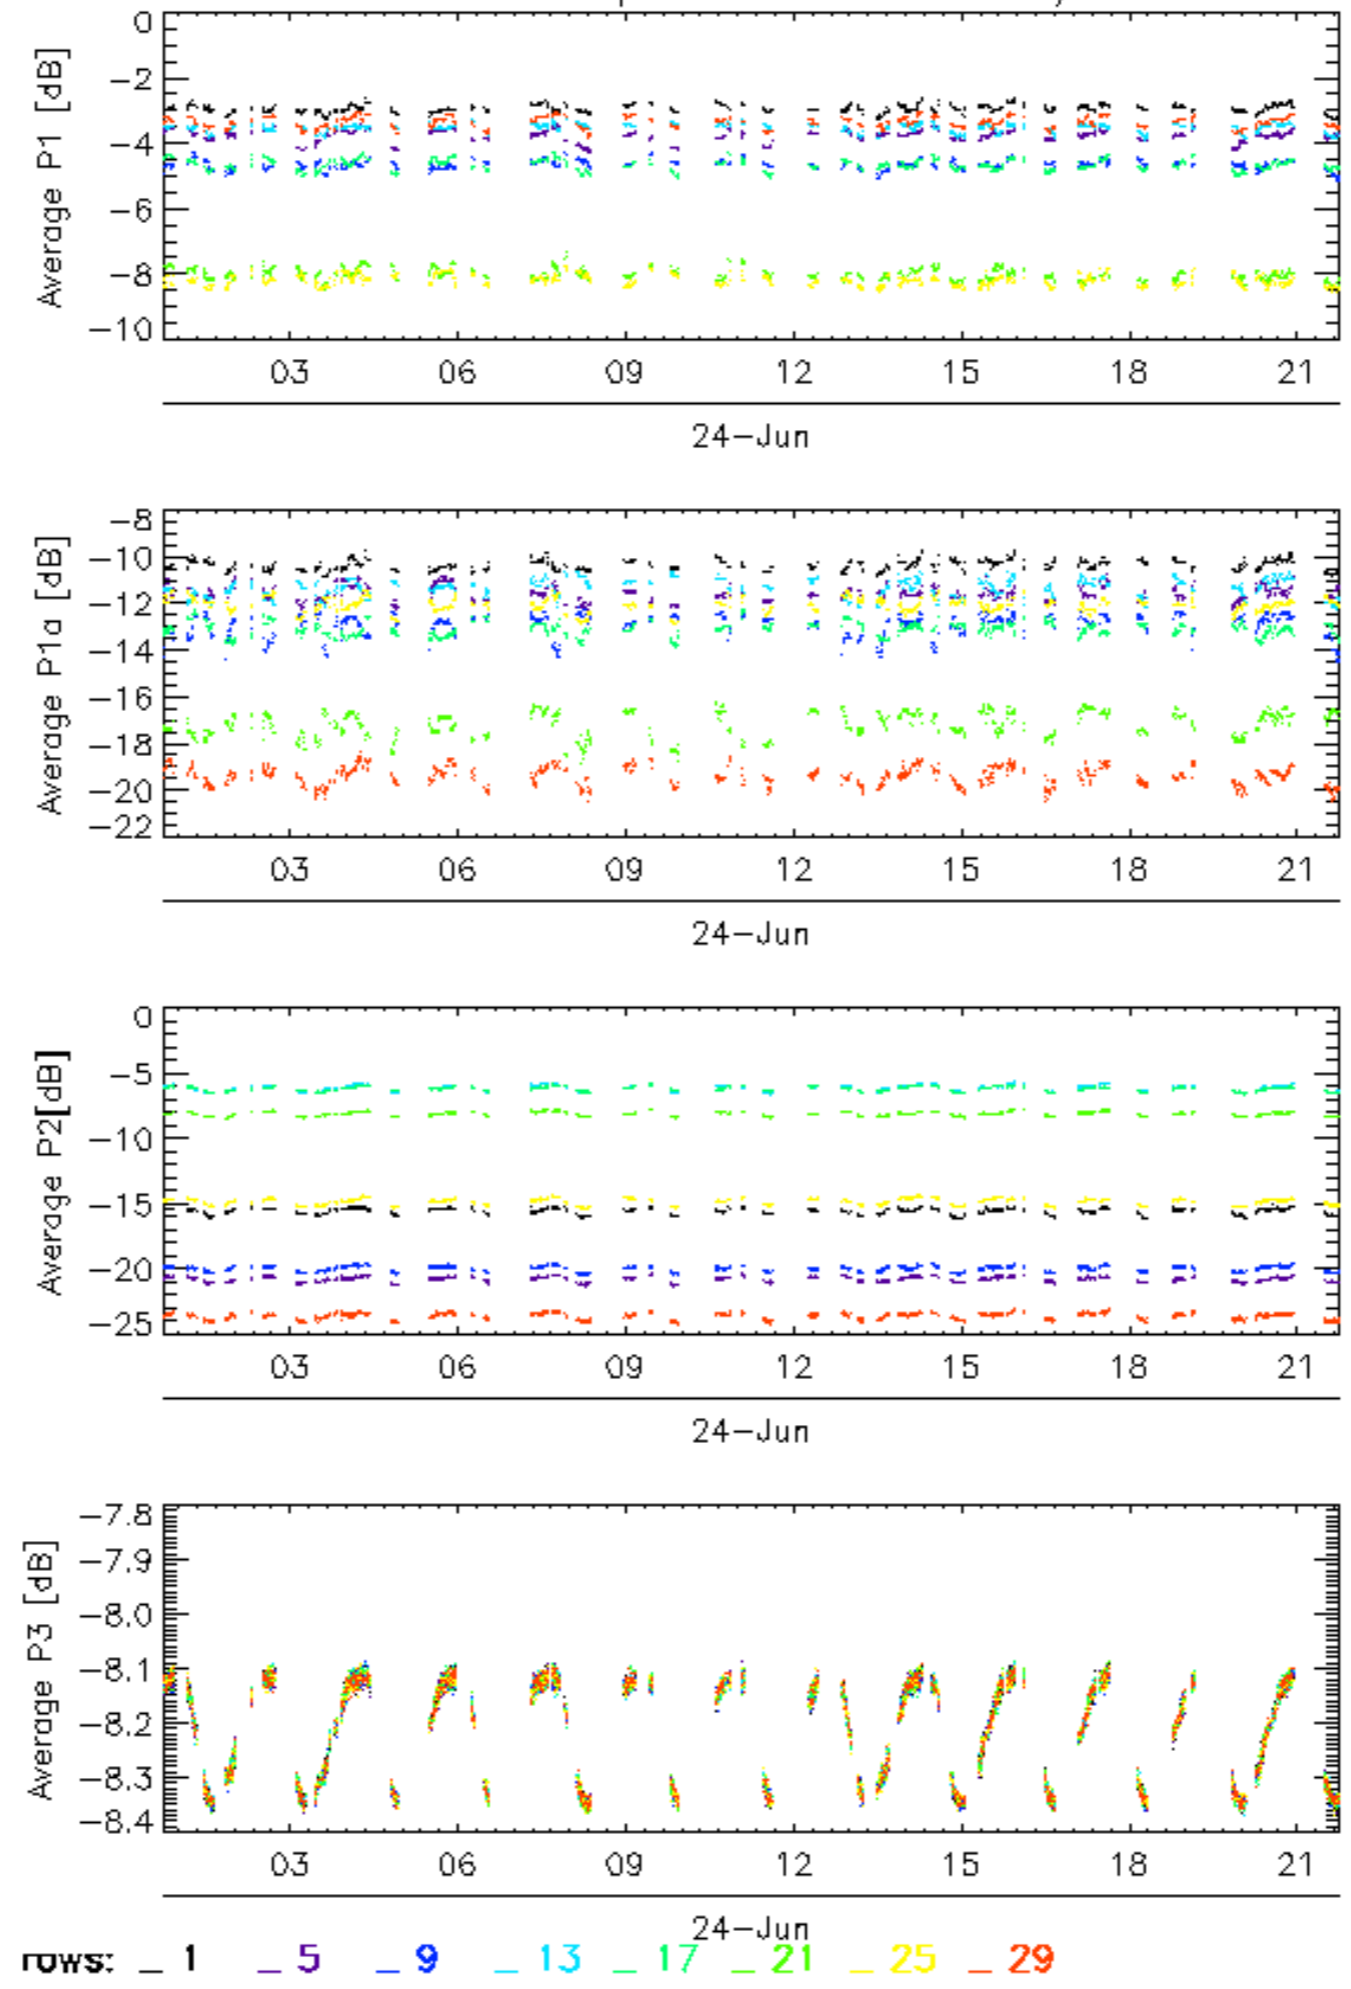 Average P1 [dB]
0
−2
−4
−6
−8
−10
03 06 09 12 15 18 21
24−Jun
Average P1a [dB]
−8
−10
−12
−14
−16
−18
−20
−22
03 06 09 12 15 18 21
24−Jun
Average P2[dB]
0
−5
−10
−15
−20
−25
03 06 09 12 15 18 21
24−Jun
Average P3 [dB]
−7.8
−7.9
−8.0
−8.1
−8.2
−8.3
−8.4
03 06 09 12 15 18 21
24−Jun
rows: _ 1 _ 5 _ 9 _ 13 _ 17 _ 21 _ 25 _ 29